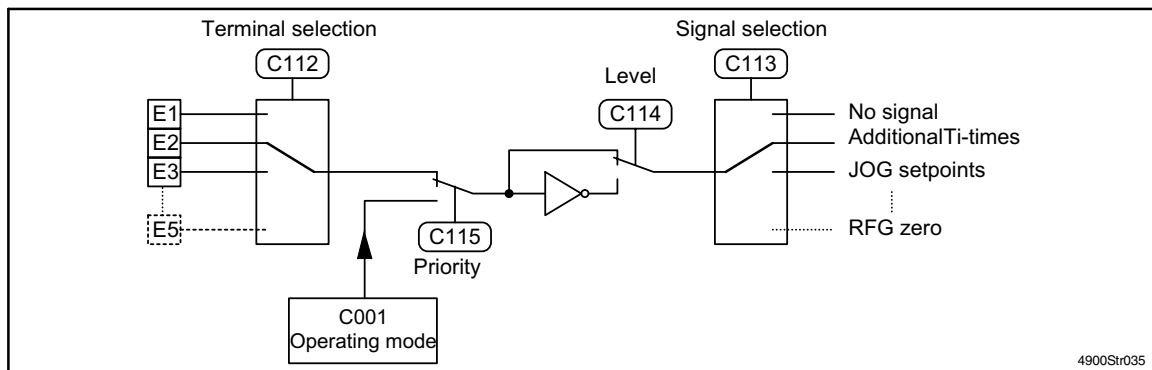 Terminal selection
Signal selection
C112
C113
Level
C114
E1
E2
E3
E5
No signal
AdditionalTi-times
JOG setpoints
RFG zero
C115
Priority
C001
Operating mode
4900Str035